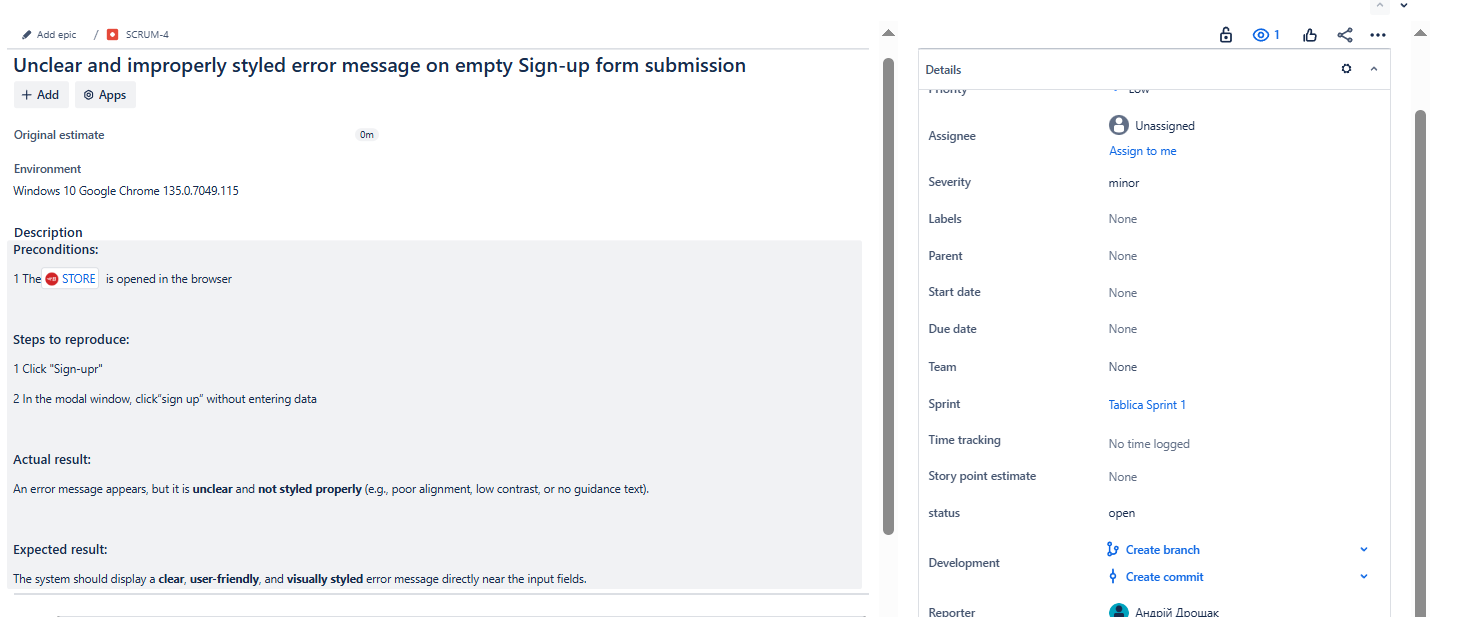 Add epic / SCRUM-4
1
Unclear and improperly styled error message on empty Sign-up form submission
+ Add Apps
Original estimate 0m
Environment
Windows 10 Google Chrome 135.0.7049.115
Description
Preconditions:
1 The STORE is opened in the browser
Steps to reproduce:
1 Click "Sign-upr"
2 In the modal window, click"sign up" without entering data
Actual result:
An error message appears, but it is unclear and not styled properly (e.g., poor alignment, low contrast, or no guidance text).
Expected result:
The system should display a clear, user-friendly, and visually styled error message directly near the input fields.
Details
Priority Low
Assignee Unassigned
Assign to me
Severity minor
Labels None
Parent None
Start date None
Due date None
Team None
Sprint Tablica Sprint 1
Time tracking No time logged
Story point estimate None
status open
Development Create branch
Create commit
Reporter Андрій Дрощак